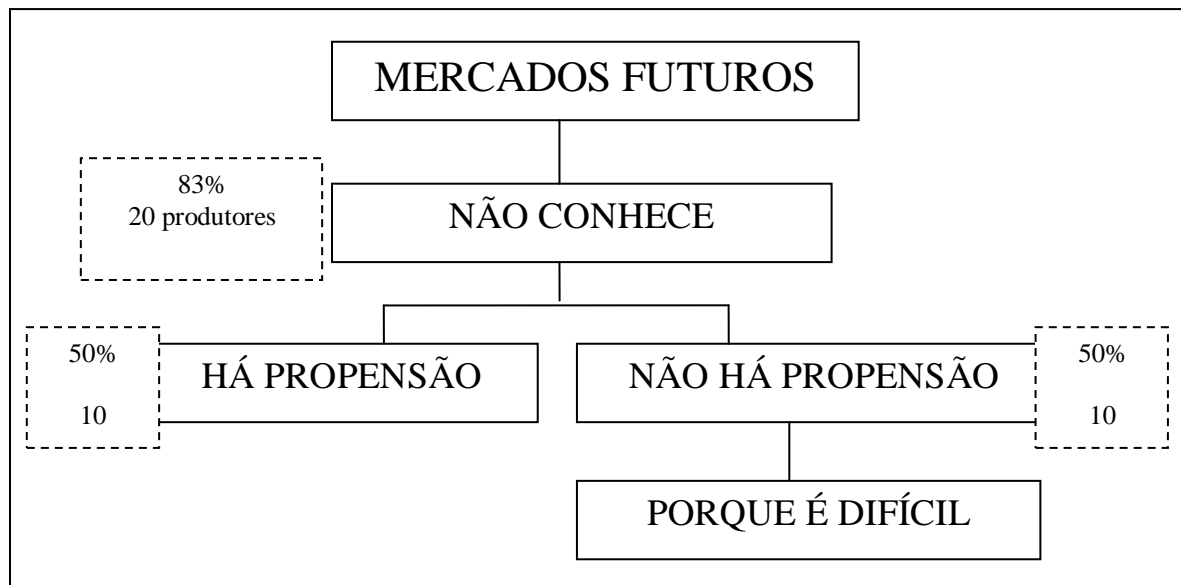 MERCADOS FUTUROS
83%
20 produtores
NÃO CONHECE
50%
10
HÁ PROPENSÃO
NÃO HÁ PROPENSÃO
50%
10
PORQUE É DIFÍCIL